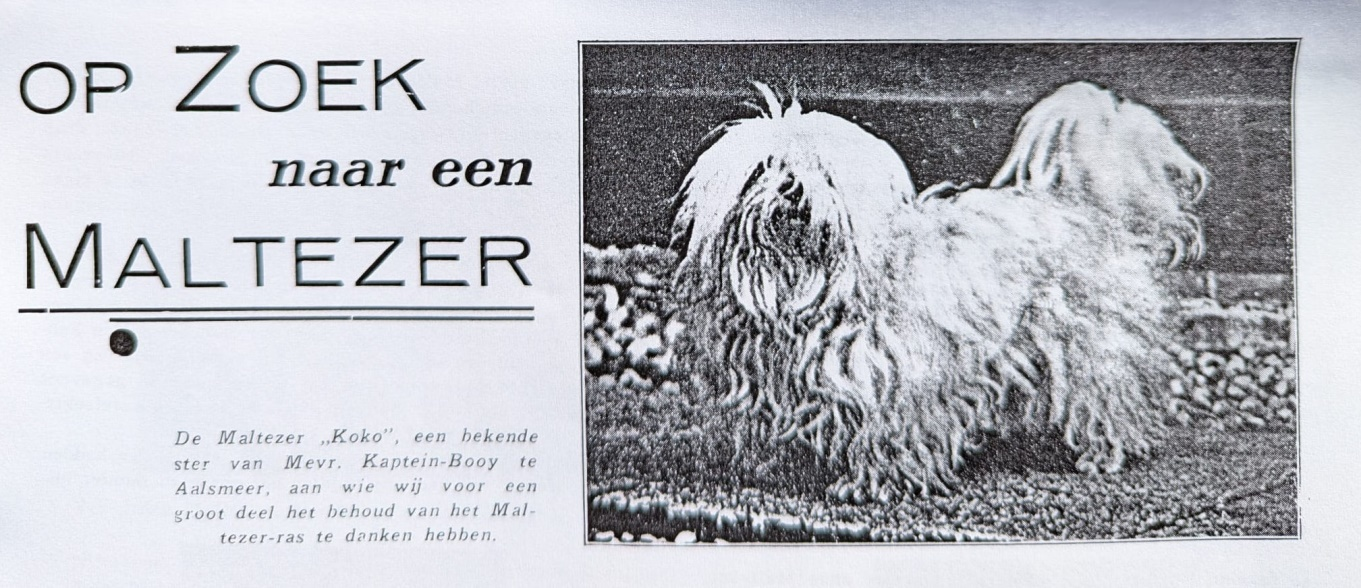 OP ZOEK
naar een
MALTEZER
De Maltezer „Koko”, een bekende
ster van Mevr. Kaptein-Booy te
Aalsmeer, aan wie wij voor een
groot deel het behoud van het Mal-
tezer-ras te danken hebben.